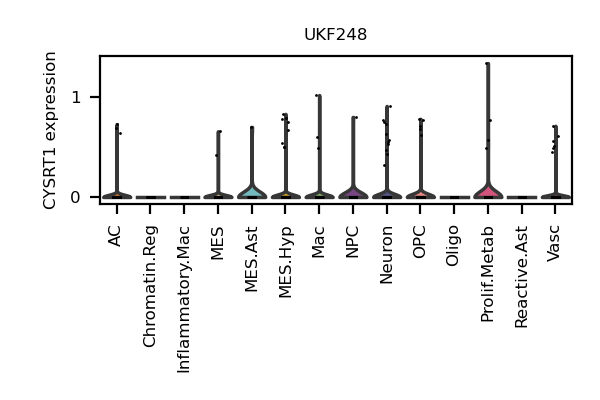 UKF248
CYSRT1 expression
1
0
AC
Chromatin.Reg
Inflammatory.Mac
MES
MES.Ast
MES.Hyp
Mac
NPC
Neuron
OPC
Oligo
Prolif.Metab
Reactive.Ast
Vasc